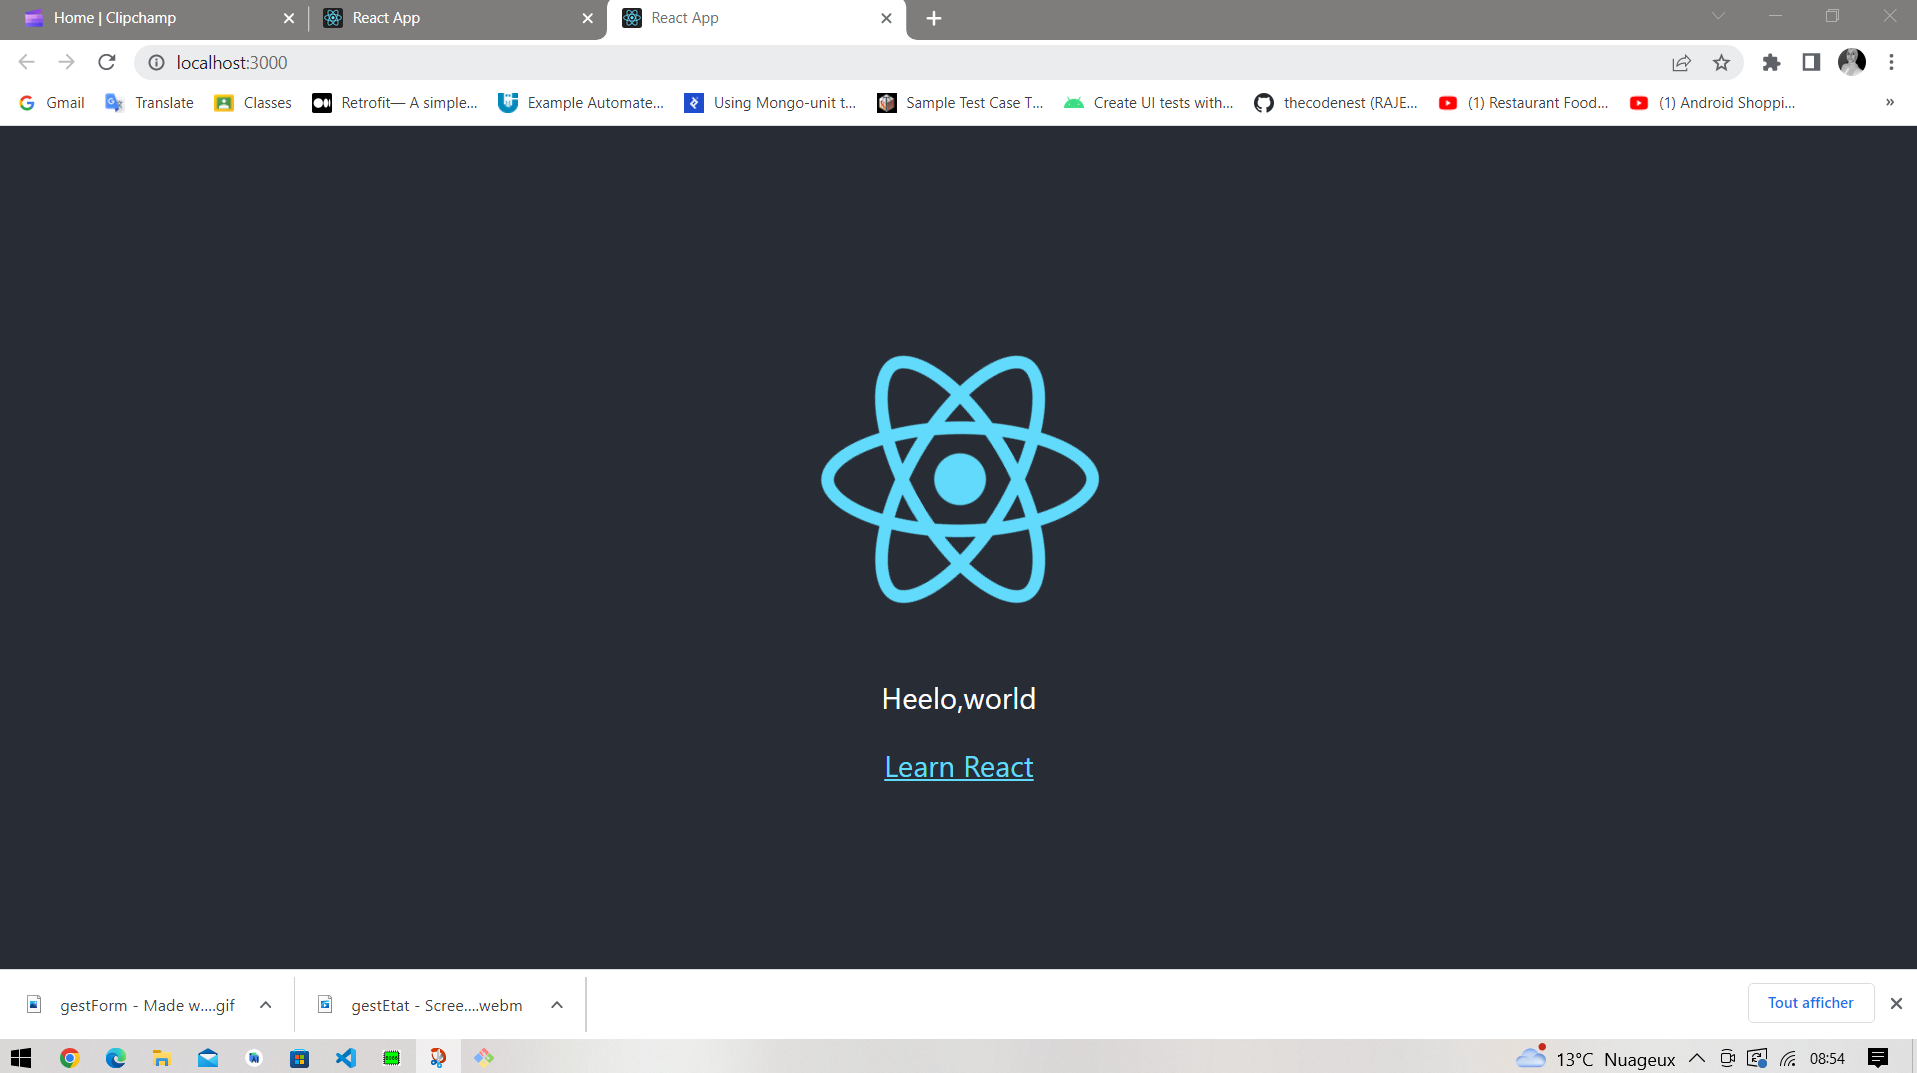 Home | Clipchamp
React App
React App
localhost:3000
Gmail
Translate
Classes
Retrofit— A simple...
Example Automate...
Using Mongo-unit t...
Sample Test Case T...
Create UI tests with...
thecodenest (RAJE...
(1) Restaurant Food...
(1) Android Shoppi...
»
Heelo,world
Learn React
gestForm - Made w....gif
gestEtat - Scree....webm
Tout afficher
13°C Nuageux
08:54